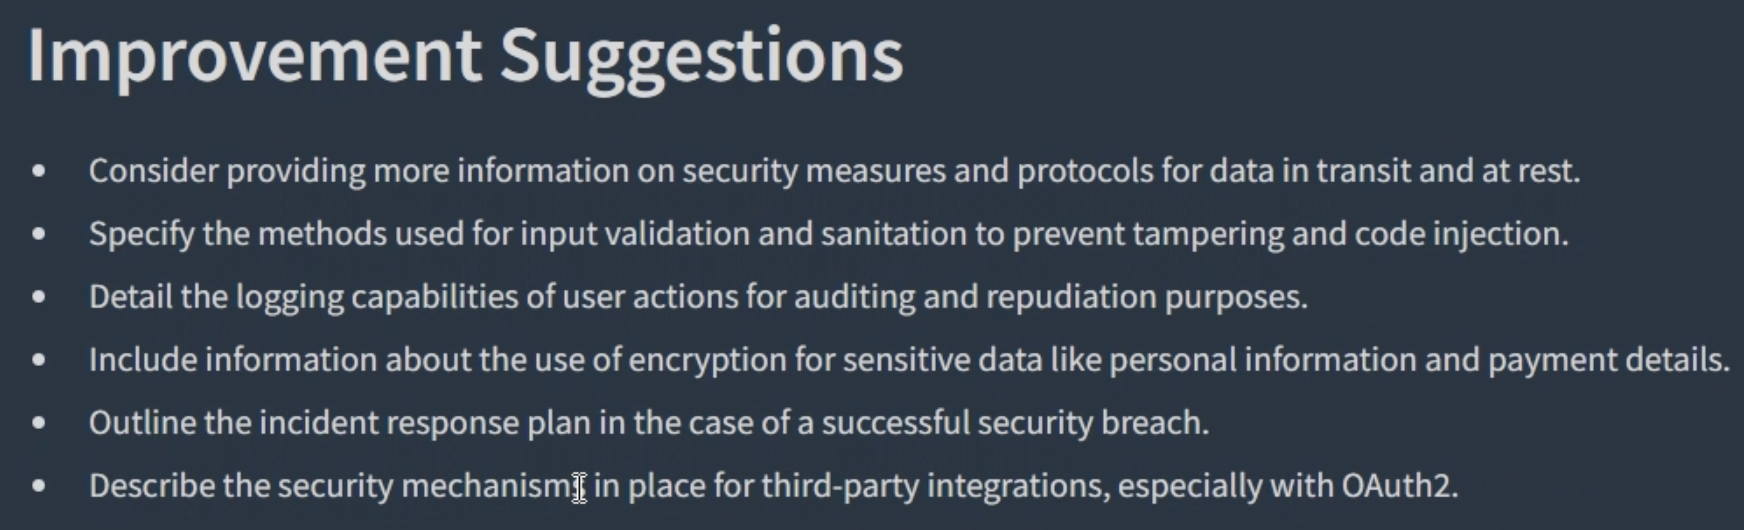 Improvement Suggestions
• Consider providing more information on security measures and protocols for data in transit and at rest.
• Specify the methods used for input validation and sanitation to prevent tampering and code injection.
• Detail the logging capabilities of user actions for auditing and repudiation purposes.
• Include information about the use of encryption for sensitive data like personal information and payment details.
• Outline the incident response plan in the case of a successful security breach.
• Describe the security mechanisms in place for third-party integrations, especially with OAuth2.